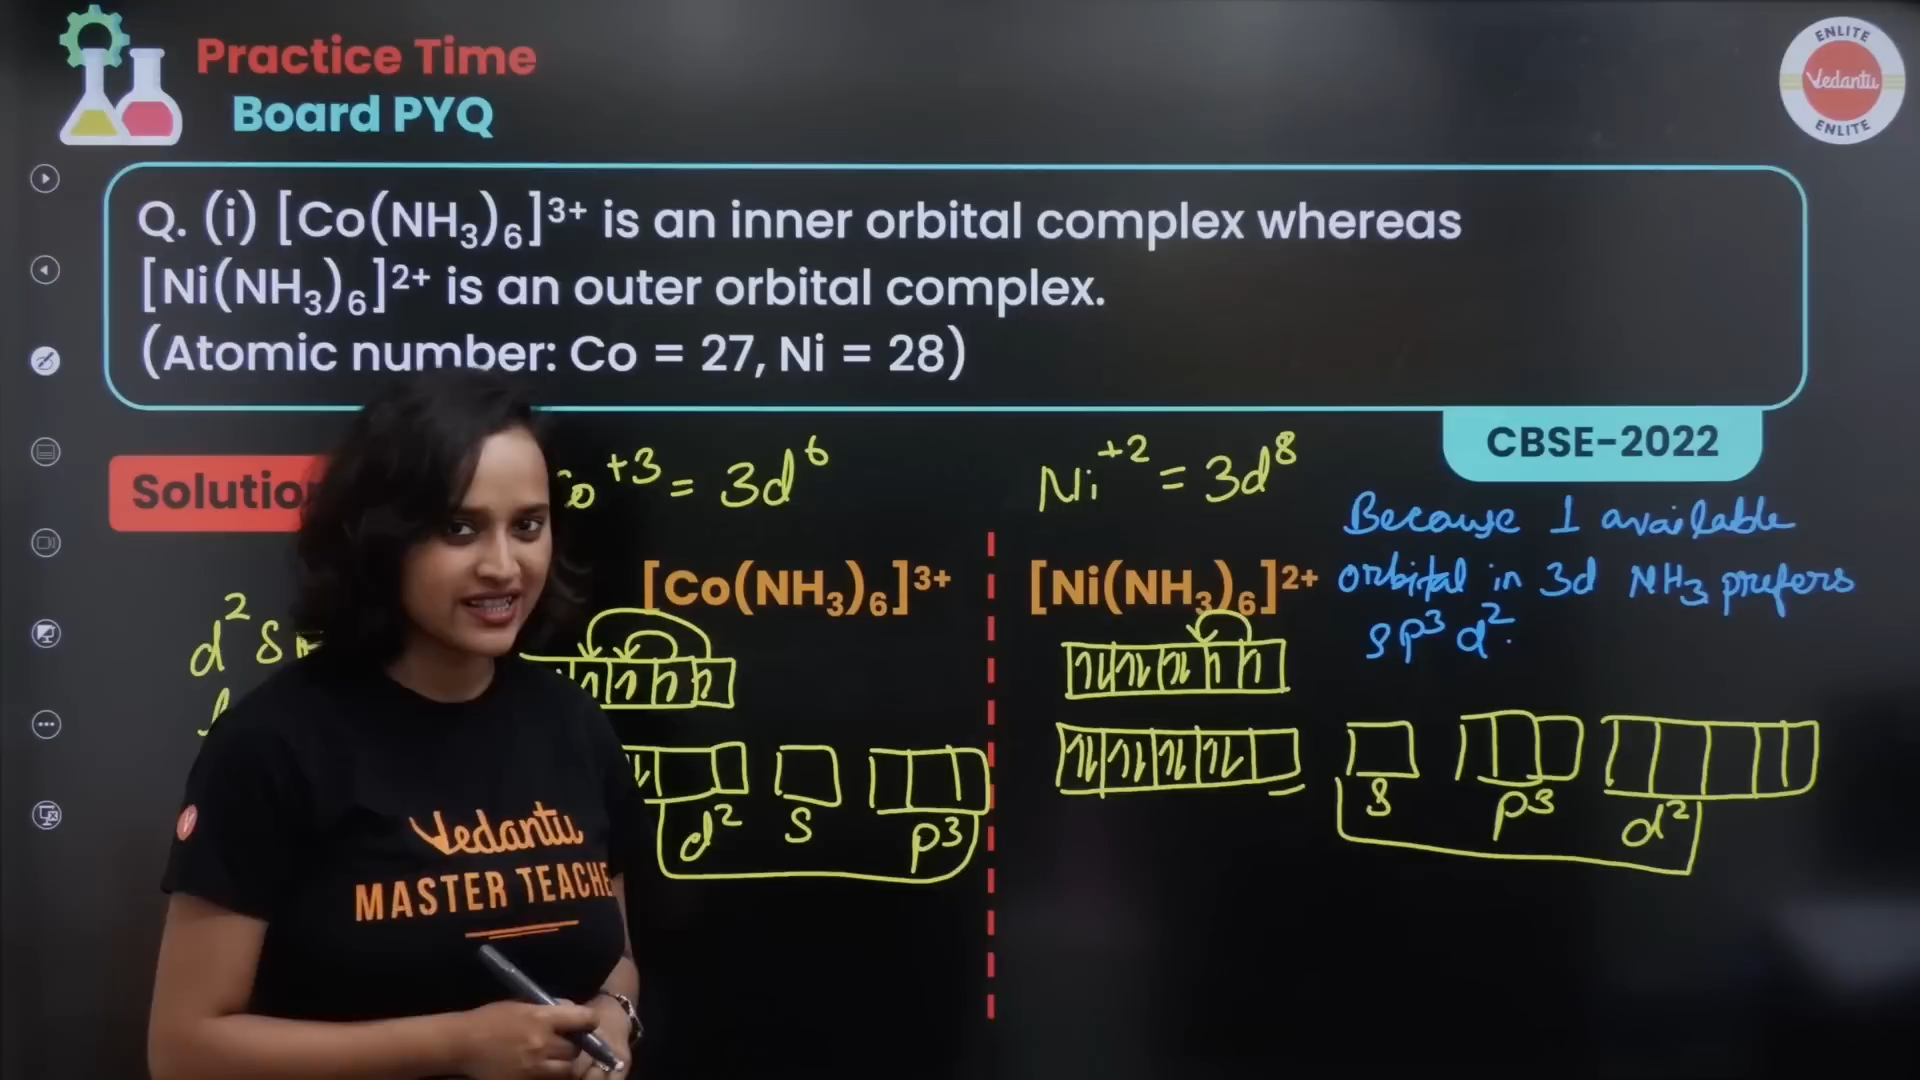 Practice Time
Board PYQ
ENLITE
Vedantu
ENLITE
Q. (i) [Co(NH₃)₆]³⁺ is an inner orbital complex whereas
[Ni(NH₃)₆]²⁺ is an outer orbital complex.
(Atomic number: Co = 27, Ni = 28)
CBSE-2022
Solution
Co⁺³ = 3d⁶
Ni⁺² = 3d⁸
Because 1 available
orbital in 3d NH₃ prefers
sp³d².
[Co(NH₃)₆]³⁺
[Ni(NH₃)₆]²⁺
d²s
d² s p³
s p³ d²
Vedantu
MASTER TEACHE